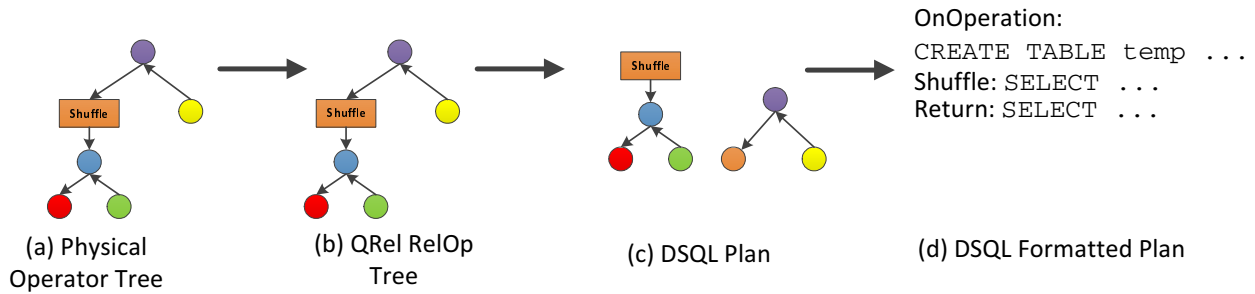 OnOperation:
CREATE TABLE temp ...
Shuffle: SELECT ...
Return: SELECT ...
Shuffle
Shuffle
Shuffle
(a) Physical
Operator Tree
(b) QRel RelOp
Tree
(c) DSQL Plan
(d) DSQL Formatted Plan